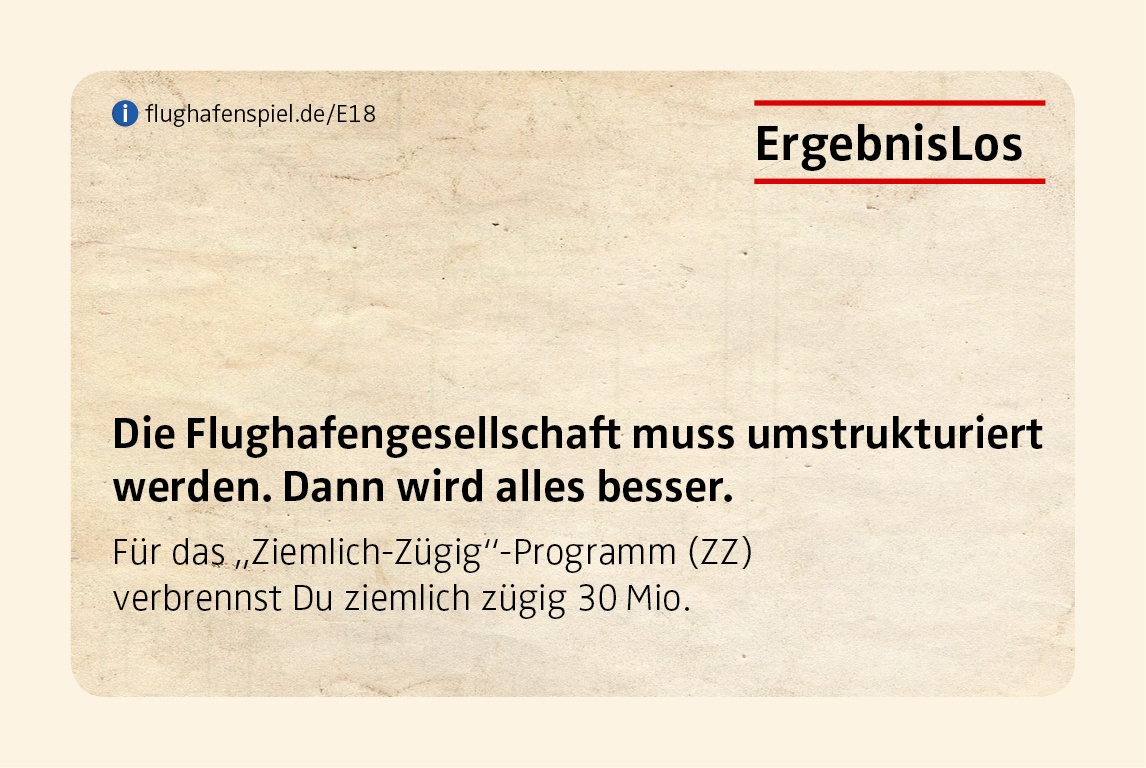 i flughafenspiel.de/E18
ErgebnisLos
Die Flughafengesellschaft muss umstrukturiert
werden. Dann wird alles besser.
Für das „Ziemlich-Zügig“-Programm (ZZ)
verbrennst Du ziemlich zügig 30 Mio.